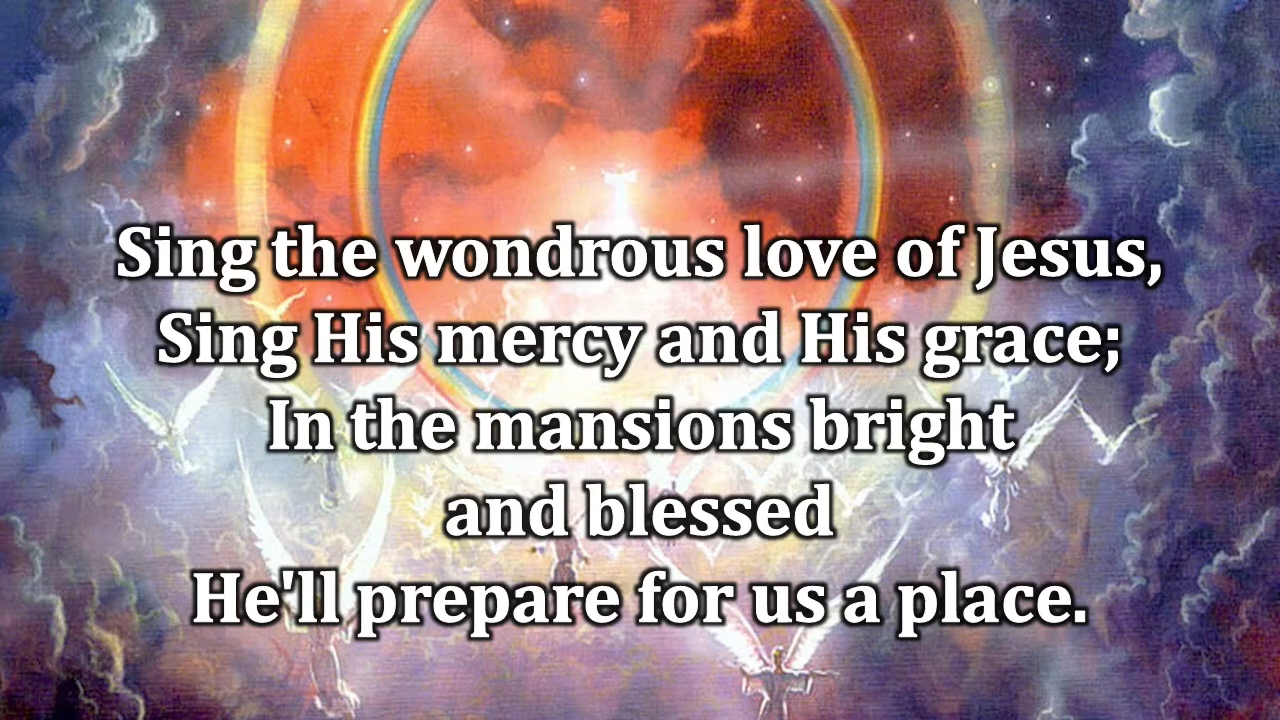 Sing the wondrous love of Jesus,
Sing His mercy and His grace;
In the mansions bright
and blessed
He'll prepare for us a place.